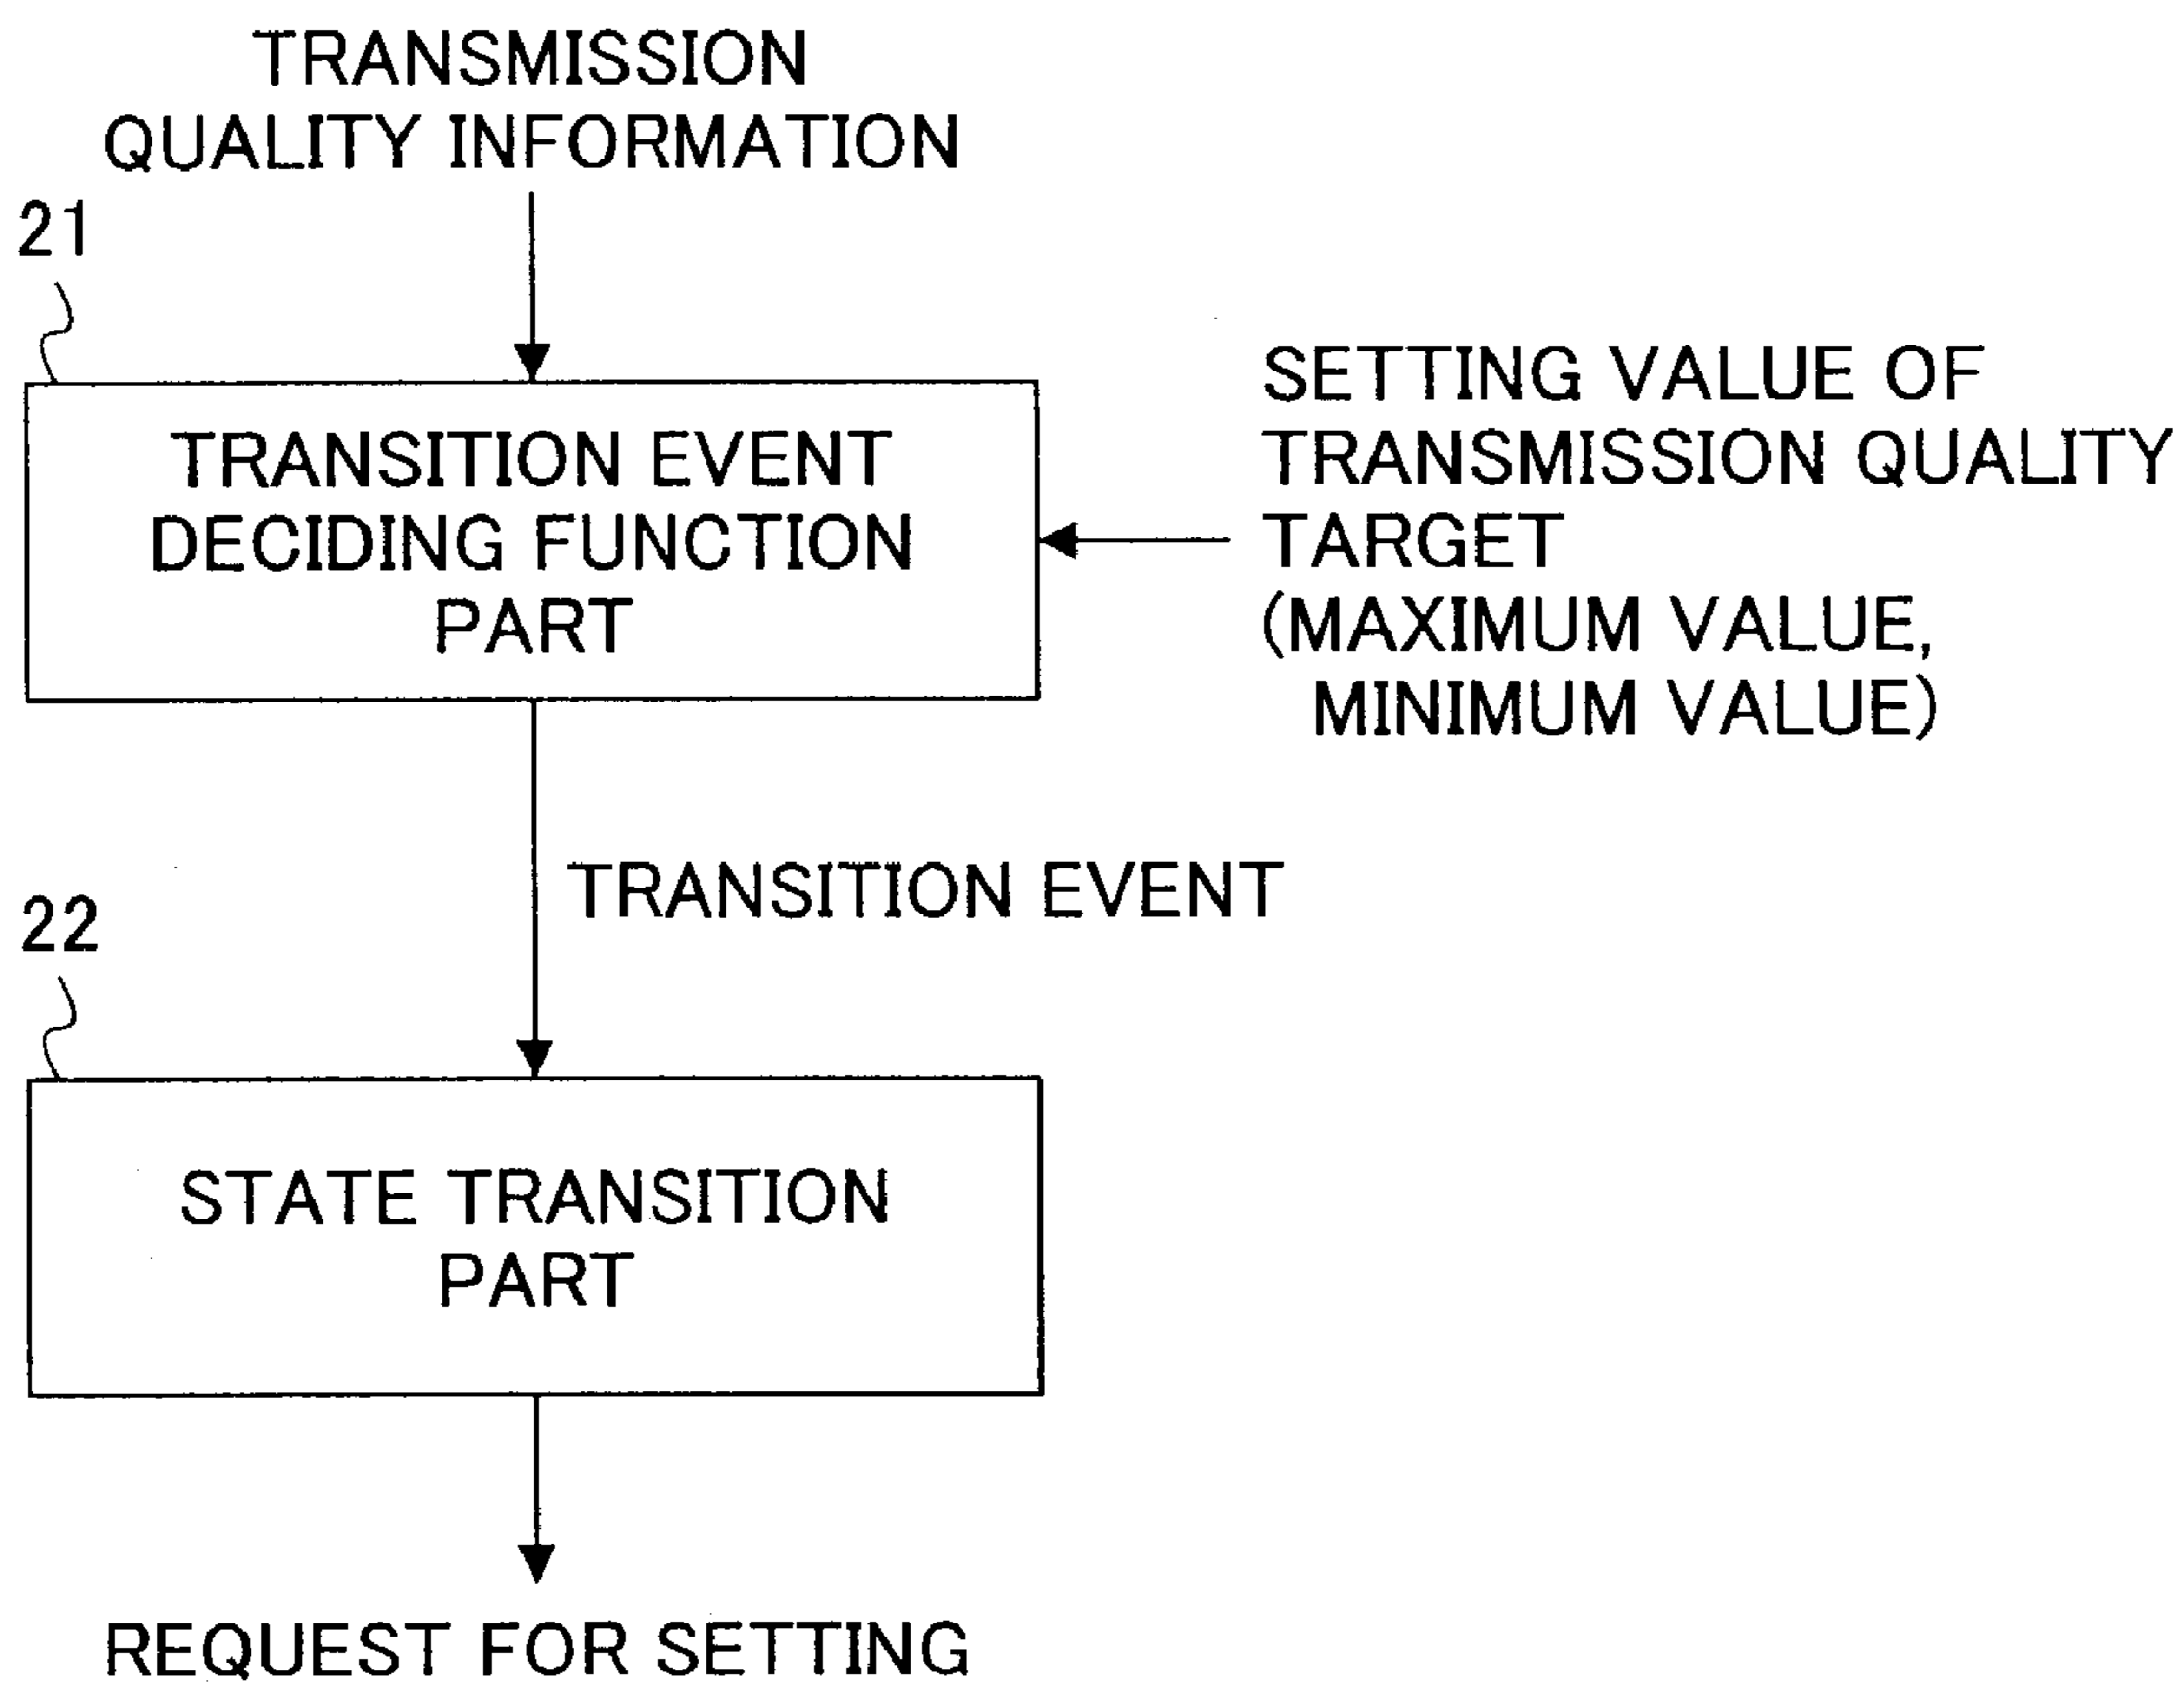 TRANSMISSION
QUALITY INFORMATION
21
TRANSITION EVENT
DECIDING FUNCTION
PART
SETTING VALUE OF
TRANSMISSION QUALITY
TARGET
(MAXIMUM VALUE,
MINIMUM VALUE)
TRANSITION EVENT
22
STATE TRANSITION
PART
REQUEST FOR SETTING